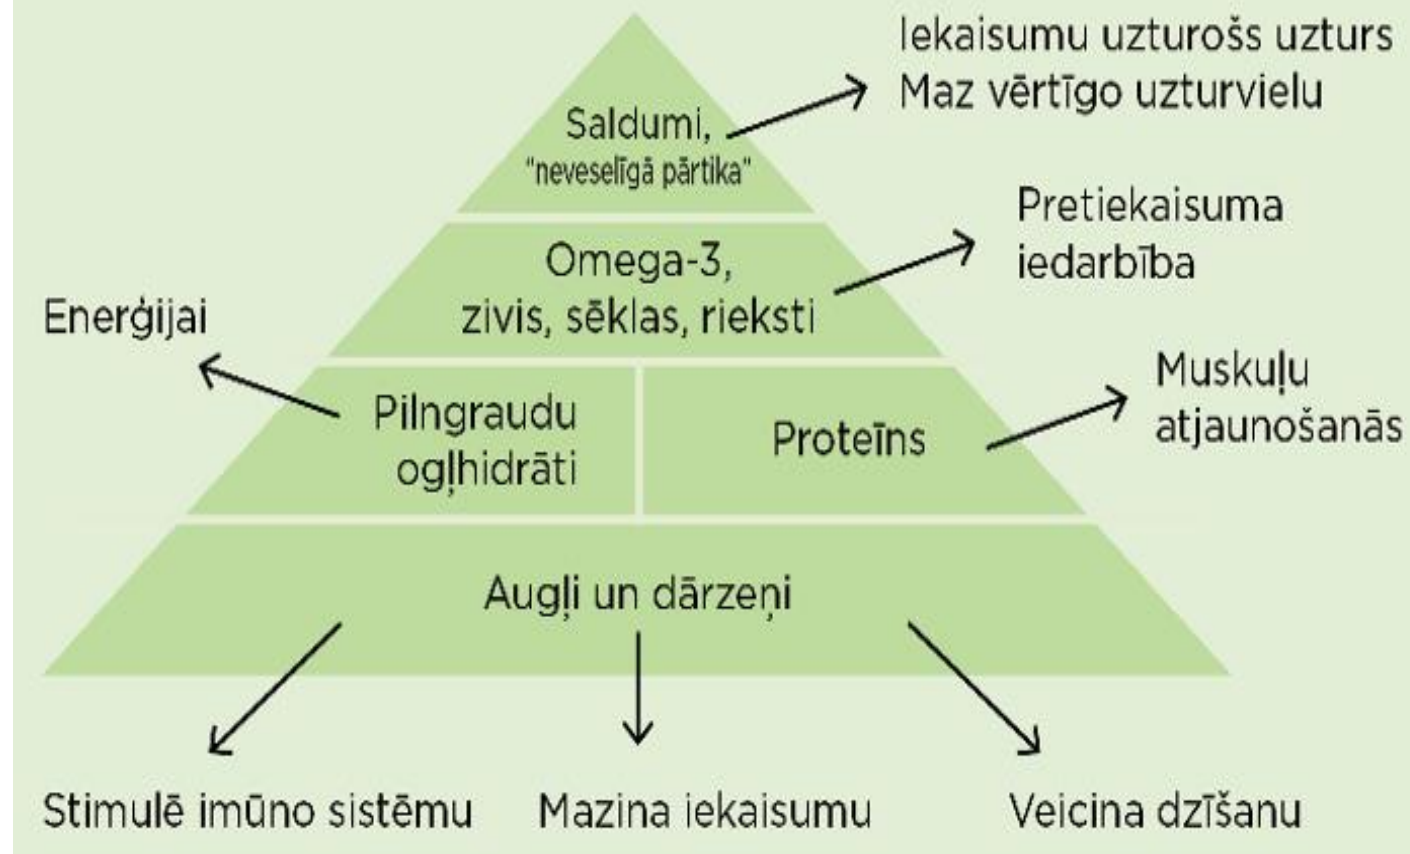 Iekaisumu uzturošs uzturs
Maz vērtīgo uzturvielu
Saldumi,
"neveselīgā pārtika"
Pretiekaisuma
iedarbība
Omega-3,
zivis, sēklas, rieksti
Enerģijai
Muskuļu
atjaunošanās
Pilngraudu
ogļhidrāti
Proteīns
Augļi un dārzeņi
Stimulē imūno sistēmu
Mazina iekaisumu
Veicina dzīšanu